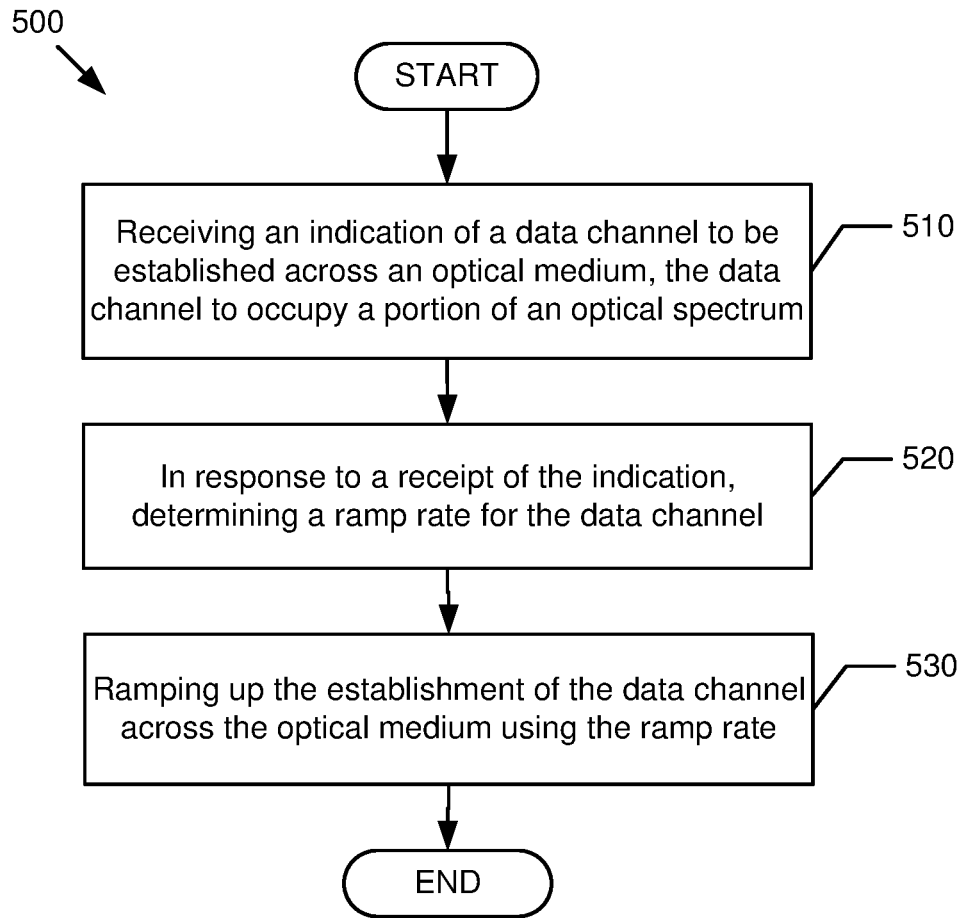 500
START
Receiving an indication of a data channel to be
established across an optical medium, the data
channel to occupy a portion of an optical spectrum
510
In response to a receipt of the indication,
determining a ramp rate for the data channel
520
Ramping up the establishment of the data channel
across the optical medium using the ramp rate
530
END